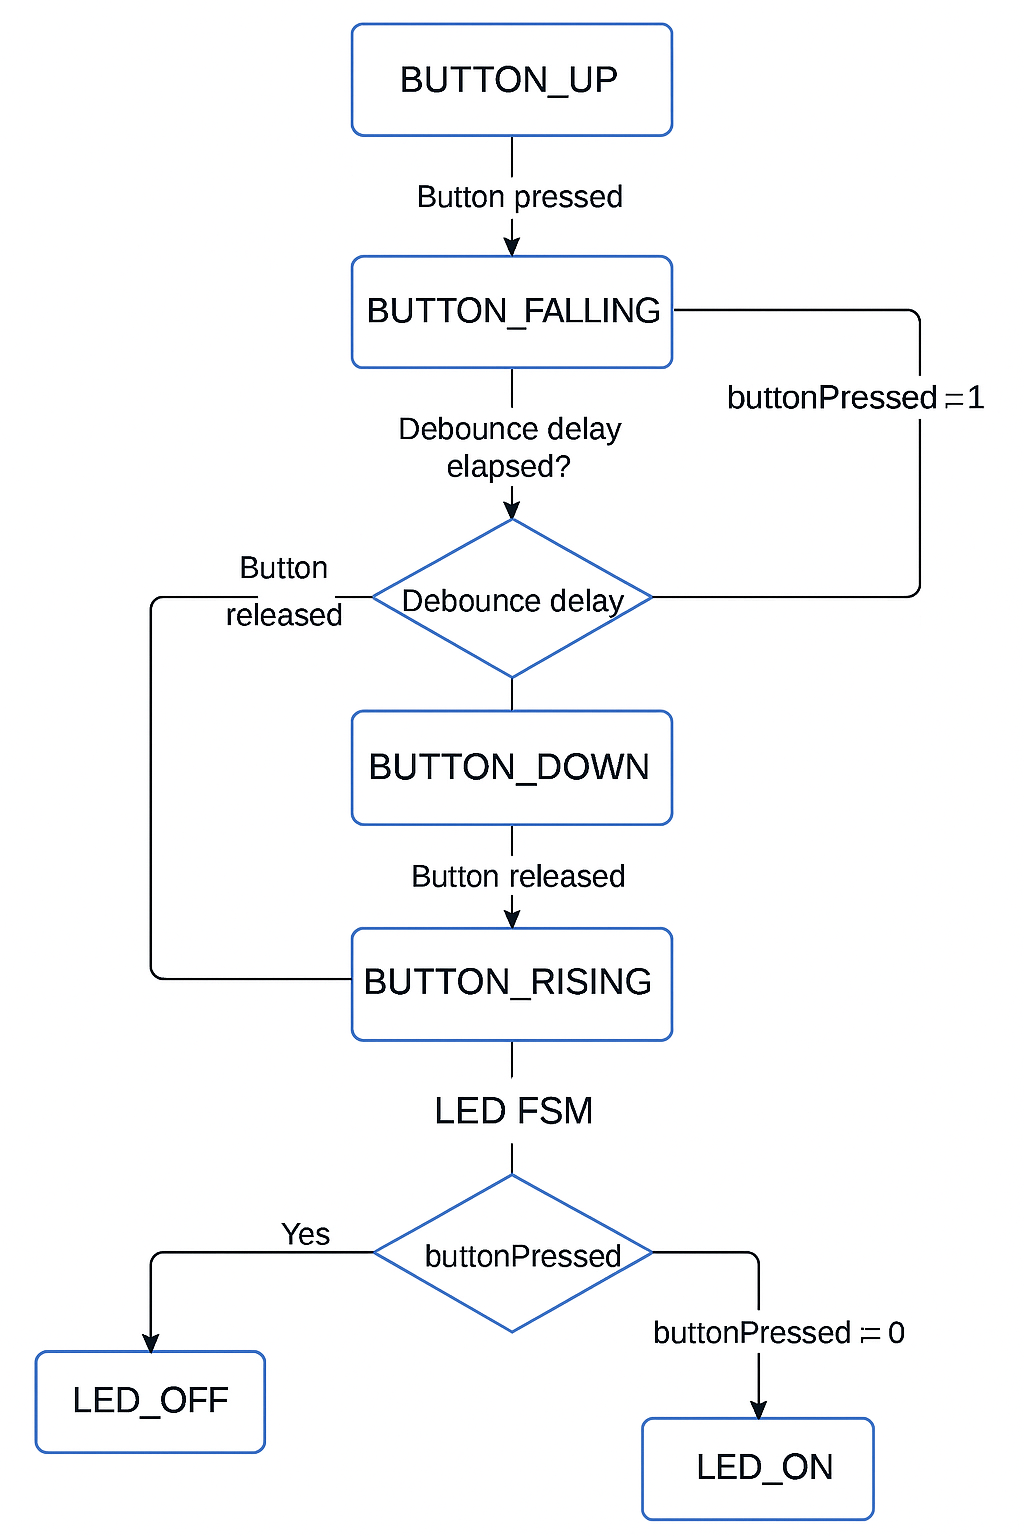 BUTTON_UP
Button pressed
BUTTON_FALLING
buttonPressed := 1
Debounce delay
elapsed?
Button
released
Debounce delay
BUTTON_DOWN
Button released
BUTTON_RISING
LED FSM
Yes
buttonPressed
buttonPressed := 0
LED_OFF
LED_ON